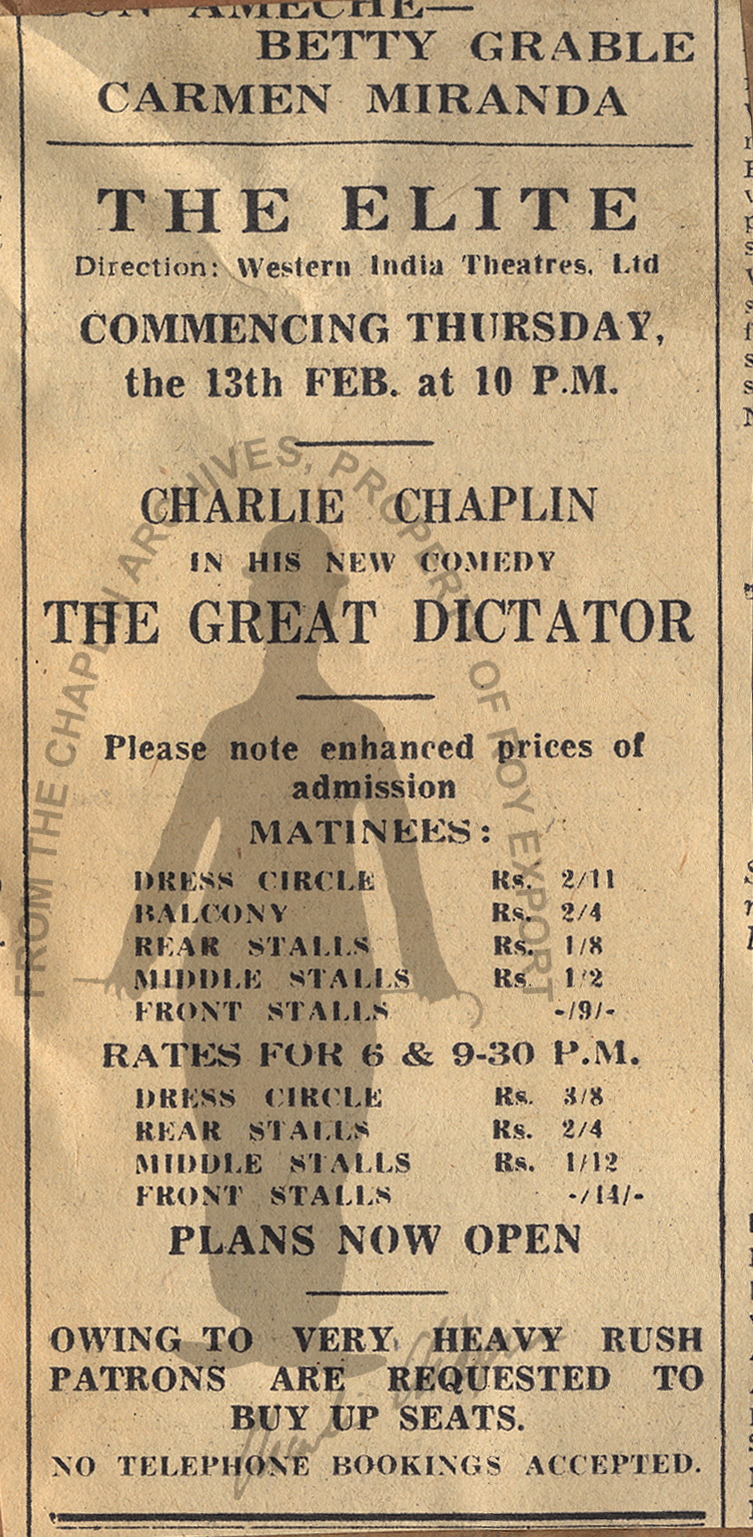 DON AMECHE—
BETTY GRABLE
CARMEN MIRANDA
THE ELITE
Direction: Western India Theatres, Ltd
COMMENCING THURSDAY,
the 13th FEB. at 10 P.M.
CHARLIE CHAPLIN
IN HIS NEW COMEDY
THE GREAT DICTATOR
Please note enhanced prices of
admission
MATINEES:
DRESS CIRCLE Rs. 2/11
BALCONY Rs. 2/4
REAR STALLS Rs. 1/8
MIDDLE STALLS Rs 1/2
FRONT STALLS -/9/-
RATES FOR 6 & 9-30 P.M.
DRESS CIRCLE Rs. 3/8
REAR STALLS Rs. 2/4
MIDDLE STALLS Rs. 1/12
FRONT STALLS -/14/-
PLANS NOW OPEN
OWING TO VERY HEAVY RUSH
PATRONS ARE REQUESTED TO
BUY UP SEATS.
NO TELEPHONE BOOKINGS ACCEPTED.
FROM THE CHAPLIN ARCHIVES, PROPERTY OF ROY EXPORT